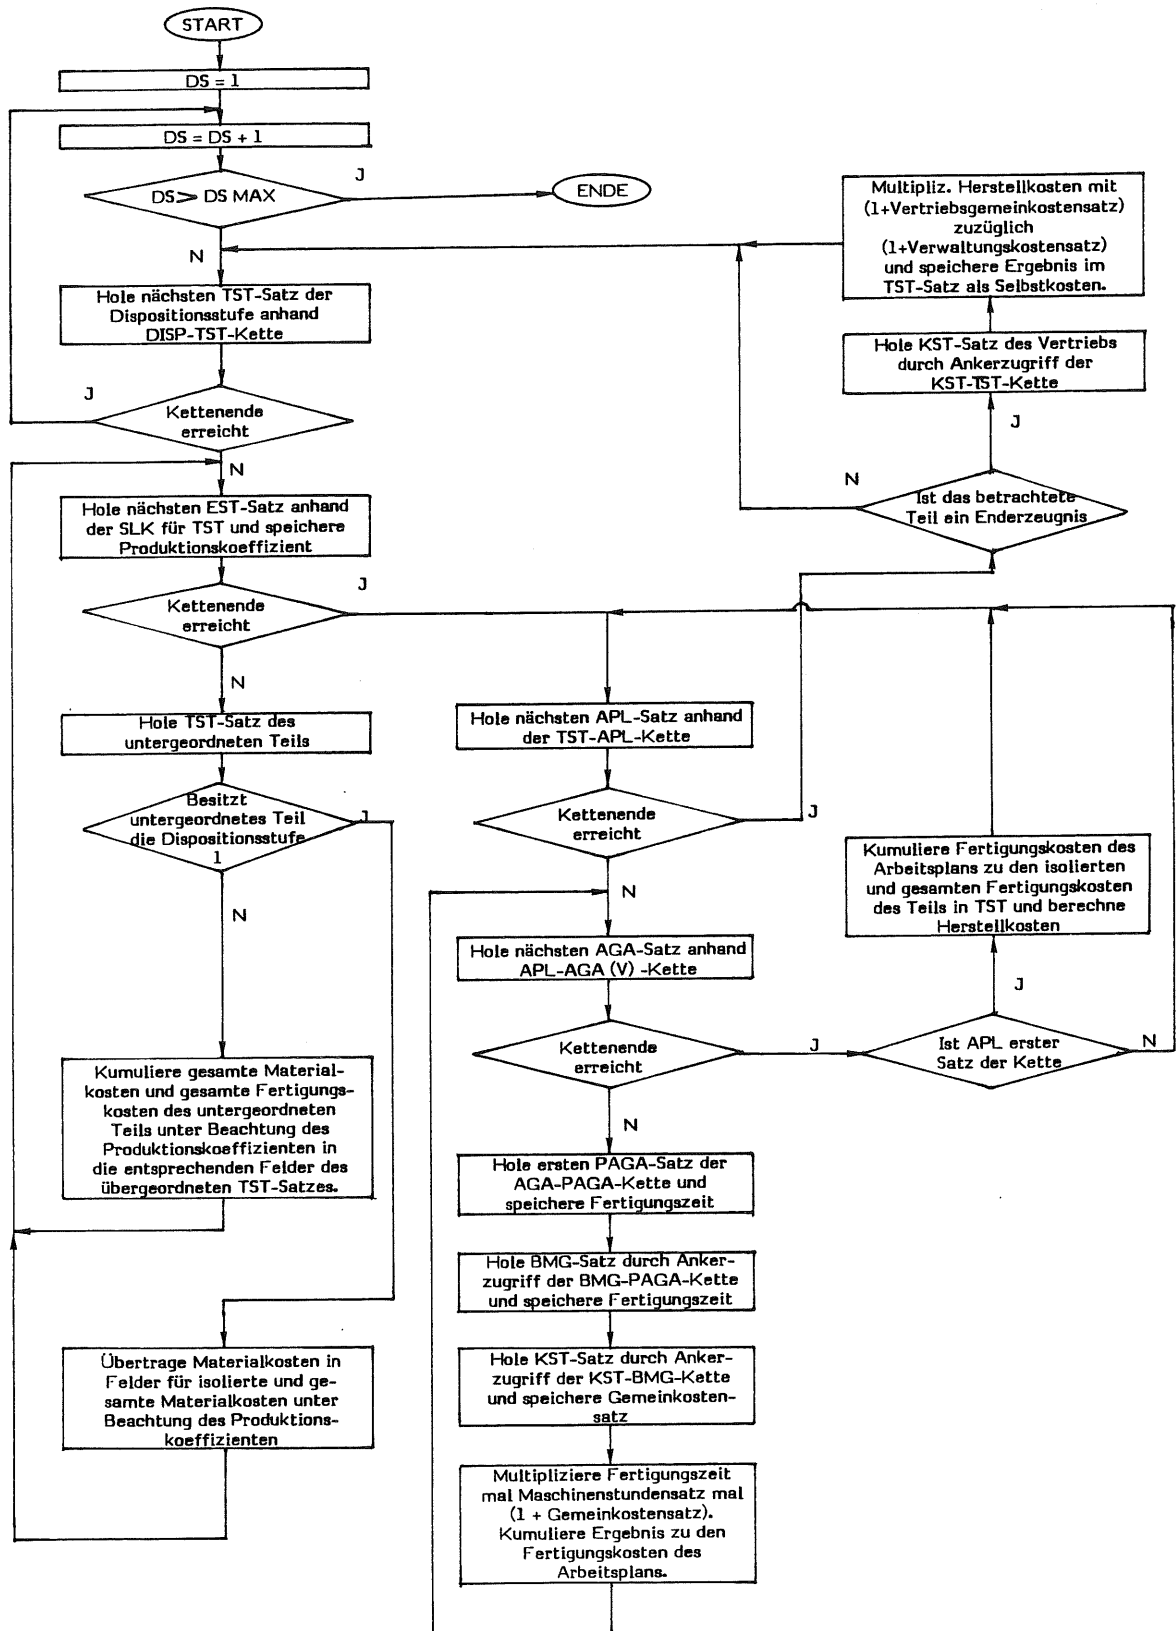 START
DS = 1
DS = DS + 1
DS > DS MAX
J
ENDE
N
Hole nächsten TST-Satz der
Dispositionsstufe anhand
DISP-TST-Kette
J
Kettenende
erreicht
N
Hole nächsten EST-Satz anhand
der SLK für TST und speichere
Produktionskoeffizient
J
Kettenende
erreicht
N
Hole TST-Satz des
untergeordneten Teils
Besitzt
untergeordnetes Teil
die Dispositionsstufe
1
J
N
Kumuliere gesamte Material-
kosten und gesamte Fertigungs-
kosten des untergeordneten
Teils unter Beachtung des
Produktionskoeffizienten in
die entsprechenden Felder des
übergeordneten TST-Satzes.
Übertrage Materialkosten in
Felder für isolierte und ge-
samte Materialkosten unter
Beachtung des Produktions-
koeffizienten
Hole nächsten APL-Satz anhand
der TST-APL-Kette
Kettenende
erreicht
J
N
Hole nächsten AGA-Satz anhand
APL-AGA (V) -Kette
Kettenende
erreicht
J
N
Hole ersten PAGA-Satz der
AGA-PAGA-Kette und
speichere Fertigungszeit
Hole BMG-Satz durch Anker-
zugriff der BMG-PAGA-Kette
und speichere Fertigungszeit
Hole KST-Satz durch Anker-
zugriff der KST-BMG-Kette
und speichere Gemeinkosten-
satz
Multipliziere Fertigungszeit
mal Maschinenstundensatz mal
(1 + Gemeinkostensatz).
Kumuliere Ergebnis zu den
Fertigungskosten des
Arbeitsplans.
Multipliz. Herstellkosten mit
(1+Vertriebsgemeinkostensatz)
zuzüglich
(1+Verwaltungskostensatz)
und speichere Ergebnis im
TST-Satz als Selbstkosten.
Hole KST-Satz des Vertriebs
durch Ankerzugriff der
KST-TST-Kette
J
N
Ist das betrachtete
Teil ein Enderzeugnis
Kumuliere Fertigungskosten des
Arbeitsplans zu den isolierten
und gesamten Fertigungskosten
des Teils in TST und berechne
Herstellkosten
J
Ist APL erster
Satz der Kette
N